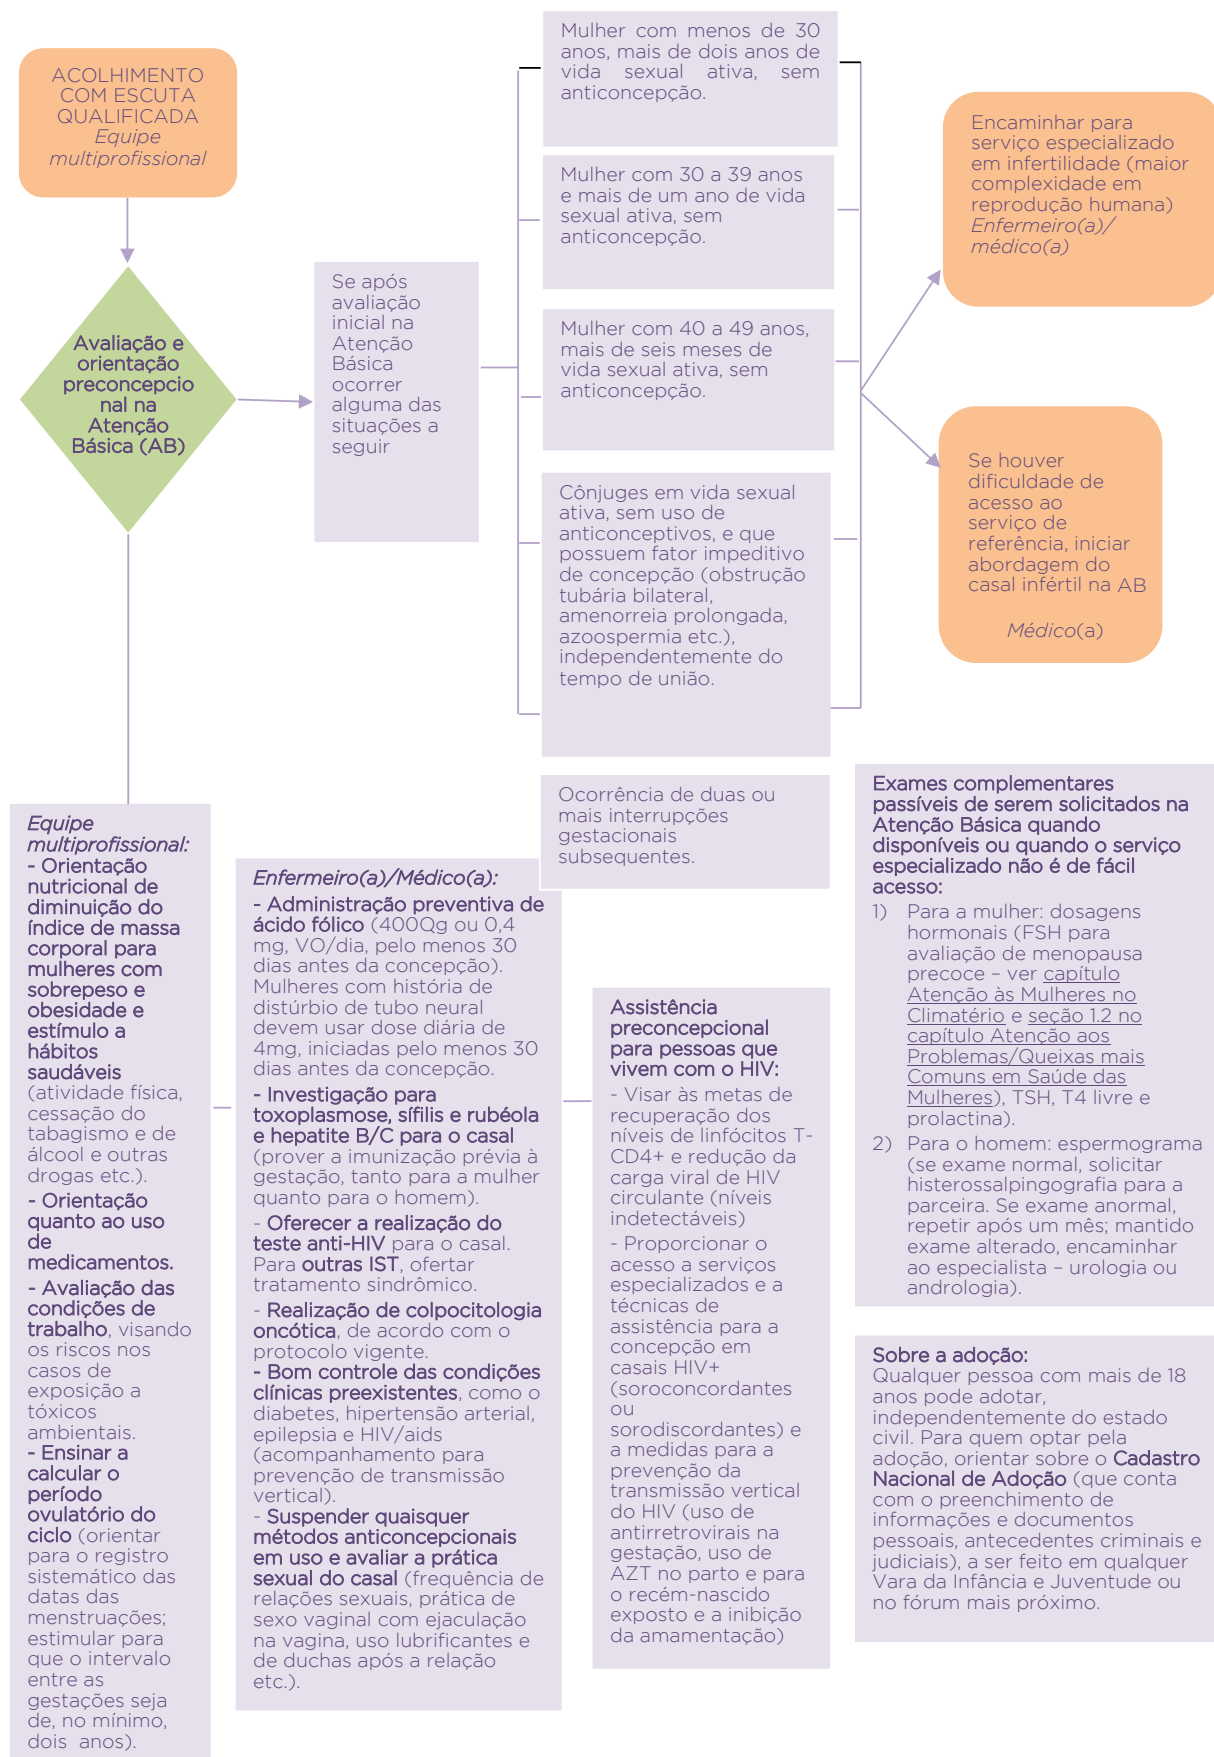 ACOLHIMENTO
COM ESCUTA
QUALIFICADA
Equipe
multiprofissional
Avaliação e
orientação
preconcepcio
nal na
Atenção
Básica (AB)
Se após
avaliação
inicial na
Atenção
Básica
ocorrer
alguma das
situações a
seguir
Mulher com menos de 30
anos, mais de dois anos de
vida sexual ativa, sem
anticoncepção.
Mulher com 30 a 39 anos
e mais de um ano de vida
sexual ativa, sem
anticoncepção.
Mulher com 40 a 49 anos,
mais de seis meses de
vida sexual ativa, sem
anticoncepção.
Cônjuges em vida sexual
ativa, sem uso de
anticonceptivos, e que
possuem fator impeditivo
de concepção (obstrução
tubária bilateral,
amenorreia prolongada,
azoospermia etc.),
independentemente do
tempo de união.
Ocorrência de duas ou
mais interrupções
gestacionais
subsequentes.
Encaminhar para
serviço especializado
em infertilidade (maior
complexidade em
reprodução humana)
Enfermeiro(a)/
médico(a)
Se houver
dificuldade de
acesso ao
serviço de
referência, iniciar
abordagem do
casal infértil na AB
Médico(a)
Equipe
multiprofissional:
- Orientação
nutricional de
diminuição do
índice de massa
corporal para
mulheres com
sobrepeso e
obesidade e
estímulo a
hábitos
saudáveis
(atividade física,
cessação do
tabagismo e de
álcool e outras
drogas etc.).
- Orientação
quanto ao uso
de
medicamentos.
- Avaliação das
condições de
trabalho, visando
os riscos nos
casos de
exposição a
tóxicos
ambientais.
- Ensinar a
calcular o
período
ovulatório do
ciclo (orientar
para o registro
sistemático das
datas das
menstruações;
estimular para
que o intervalo
entre as
gestações seja
de, no mínimo,
dois anos).
Enfermeiro(a)/Médico(a):
- Administração preventiva de
ácido fólico (400Qg ou 0,4
mg, VO/dia, pelo menos 30
dias antes da concepção).
Mulheres com história de
distúrbio de tubo neural
devem usar dose diária de
4mg, iniciadas pelo menos 30
dias antes da concepção.
- Investigação para
toxoplasmose, sífilis e rubéola
e hepatite B/C para o casal
(prover a imunização prévia à
gestação, tanto para a mulher
quanto para o homem).
- Oferecer a realização do
teste anti-HIV para o casal.
Para outras IST, ofertar
tratamento sindrômico.
- Realização de colpocitologia
oncótica, de acordo com o
protocolo vigente.
- Bom controle das condições
clínicas preexistentes, como o
diabetes, hipertensão arterial,
epilepsia e HIV/aids
(acompanhamento para
prevenção de transmissão
vertical).
- Suspender quaisquer
métodos anticoncepcionais
em uso e avaliar a prática
sexual do casal (frequência de
relações sexuais, prática de
sexo vaginal com ejaculação
na vagina, uso lubrificantes e
de duchas após a relação
etc.).
Assistência
preconcepcional
para pessoas que
vivem com o HIV:
- Visar às metas de
recuperação dos
níveis de linfócitos T-
CD4+ e redução da
carga viral de HIV
circulante (níveis
indetectáveis)
- Proporcionar o
acesso a serviços
especializados e a
técnicas de
assistência para a
concepção em
casais HIV+
(soroconcordantes
ou
sorodiscordantes) e
a medidas para a
prevenção da
transmissão vertical
do HIV (uso de
antirretrovirais na
gestação, uso de
AZT no parto e para
o recém-nascido
exposto e a inibição
da amamentação)
Exames complementares
passíveis de serem solicitados na
Atenção Básica quando
disponíveis ou quando o serviço
especializado não é de fácil
acesso:
1) Para a mulher: dosagens
hormonais (FSH para
avaliação de menopausa
precoce – ver capítulo
Atenção às Mulheres no
Climatério e seção 1.2 no
capítulo Atenção aos
Problemas/Queixas mais
Comuns em Saúde das
Mulheres), TSH, T4 livre e
prolactina).
2) Para o homem: espermograma
(se exame normal, solicitar
histerossalpingografia para a
parceira. Se exame anormal,
repetir após um mês; mantido
exame alterado, encaminhar
ao especialista – urologia ou
andrologia).
Sobre a adoção:
Qualquer pessoa com mais de 18
anos pode adotar,
independentemente do estado
civil. Para quem optar pela
adoção, orientar sobre o Cadastro
Nacional de Adoção (que conta
com o preenchimento de
informações e documentos
pessoais, antecedentes criminais e
judiciais), a ser feito em qualquer
Vara da Infância e Juventude ou
no fórum mais próximo.